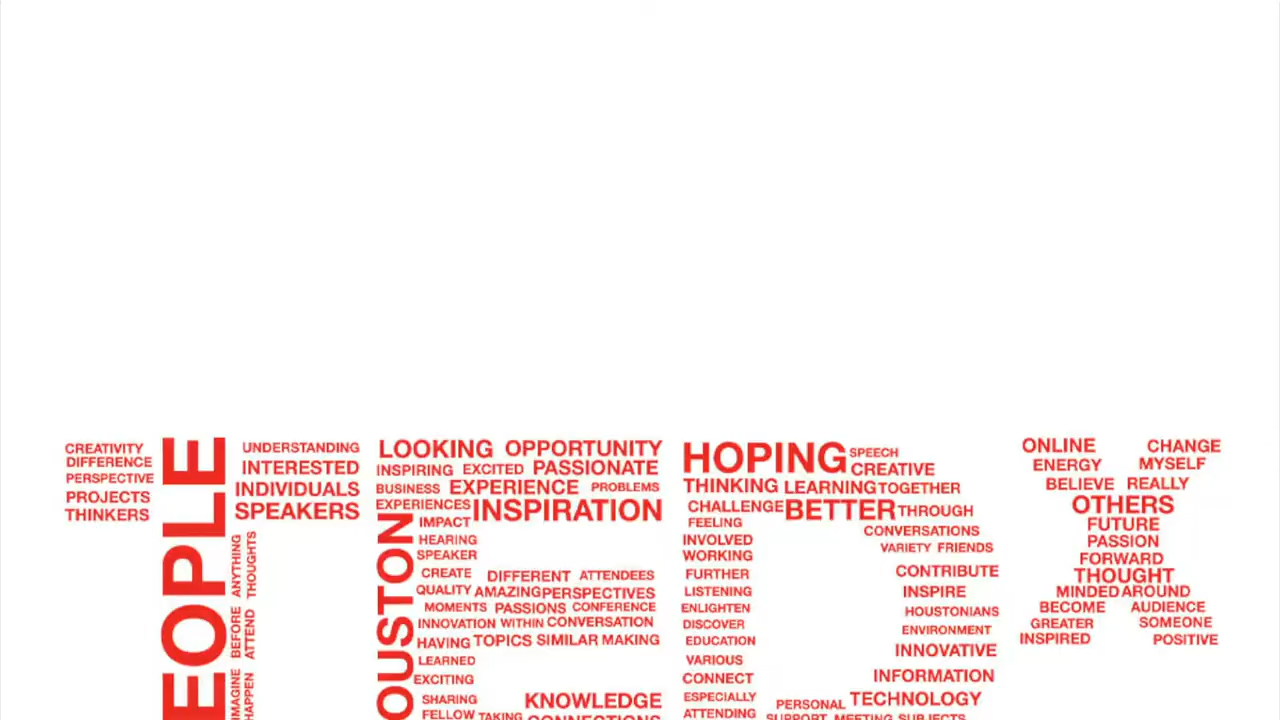 CREATIVITY
DIFFERENCE
PERSPECTIVE
PROJECTS
THINKERS
EOPLE
ANYTHING
THOUGHTS
BEFORE
ATTEND
IMAGINE
HAPPEN
UNDERSTANDING
INTERESTED
INDIVIDUALS
SPEAKERS
LOOKING OPPORTUNITY
INSPIRING EXCITED PASSIONATE
BUSINESS EXPERIENCE PROBLEMS
EXPERIENCES INSPIRATION
OUSTON
IMPACT
HEARING
SPEAKER
CREATE DIFFERENT ATTENDEES
QUALITY AMAZING PERSPECTIVES
MOMENTS PASSIONS CONFERENCE
INNOVATION WITHIN CONVERSATION
HAVING TOPICS SIMILAR MAKING
LEARNED
EXCITING
SHARING KNOWLEDGE
FELLOW TAKING CONNECTIONS
HOPING SPEECH
CREATIVE
THINKING LEARNING TOGETHER
CHALLENGE BETTER THROUGH
FEELING CONVERSATIONS
INVOLVED VARIETY FRIENDS
WORKING
FURTHER CONTRIBUTE
LISTENING INSPIRE
ENLIGHTEN HOUSTONIANS
DISCOVER ENVIRONMENT
EDUCATION INNOVATIVE
VARIOUS
CONNECT INFORMATION
ESPECIALLY PERSONAL TECHNOLOGY
ATTENDING SUPPORT MEETING SUBJECTS
ONLINE CHANGE
ENERGY MYSELF
BELIEVE REALLY
OTHERS
FUTURE
PASSION
FORWARD
THOUGHT
MINDED AROUND
BECOME AUDIENCE
GREATER SOMEONE
INSPIRED POSITIVE